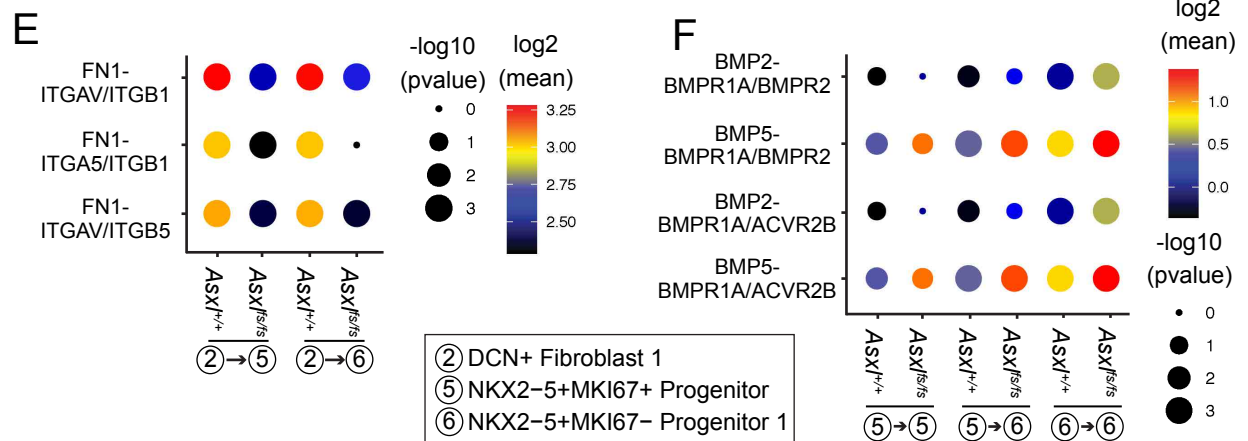 E
-log10
(pvalue)
0
1
2
3
log2
(mean)
3.25
3.00
2.75
2.50
FN1-
ITGAV/ITGB1
FN1-
ITGA5/ITGB1
FN1-
ITGAV/ITGB5
Asxl+/+
Asxlfs/fs
Asxl+/+
Asxlfs/fs
2→5
2→6
2 DCN+ Fibroblast 1
5 NKX2−5+MKI67+ Progenitor
6 NKX2−5+MKI67− Progenitor 1
F
BMP2-
BMPR1A/BMPR2
BMP5-
BMPR1A/BMPR2
BMP2-
BMPR1A/ACVR2B
BMP5-
BMPR1A/ACVR2B
Asxl+/+
Asxlfs/fs
Asxl+/+
Asxlfs/fs
Asxl+/+
Asxlfs/fs
5→5
5→6
6→6
log2
(mean)
1.0
0.5
0.0
-log10
(pvalue)
0
1
2
3